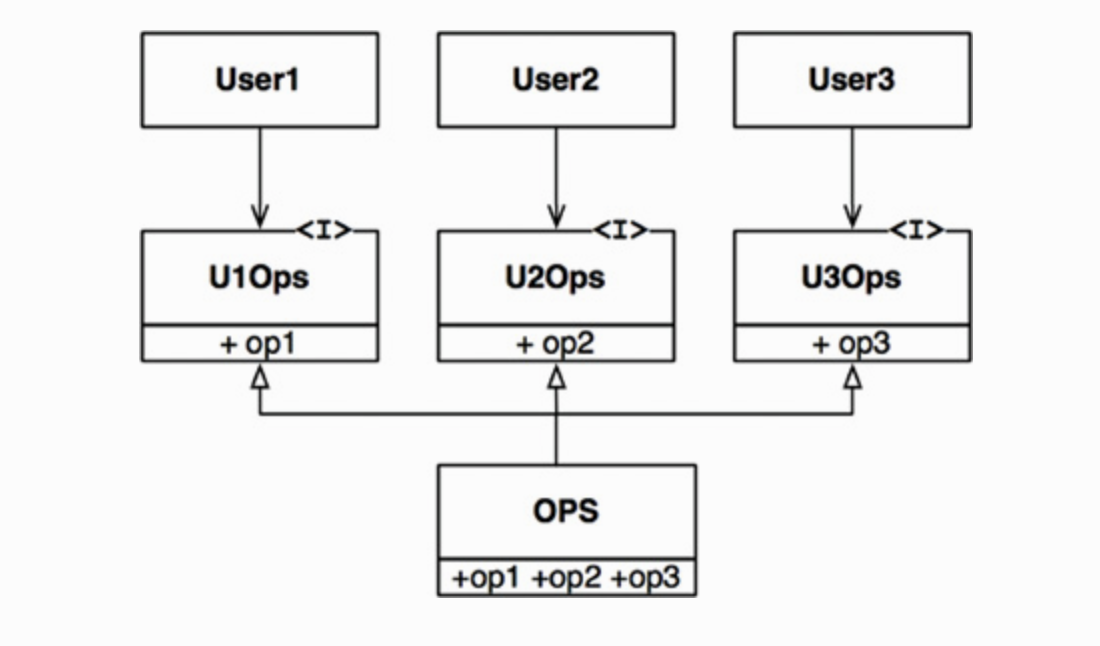 User1 User2 User3
<I> <I> <I>
U1Ops U2Ops U3Ops
+ op1 + op2 + op3
OPS
+op1 +op2 +op3